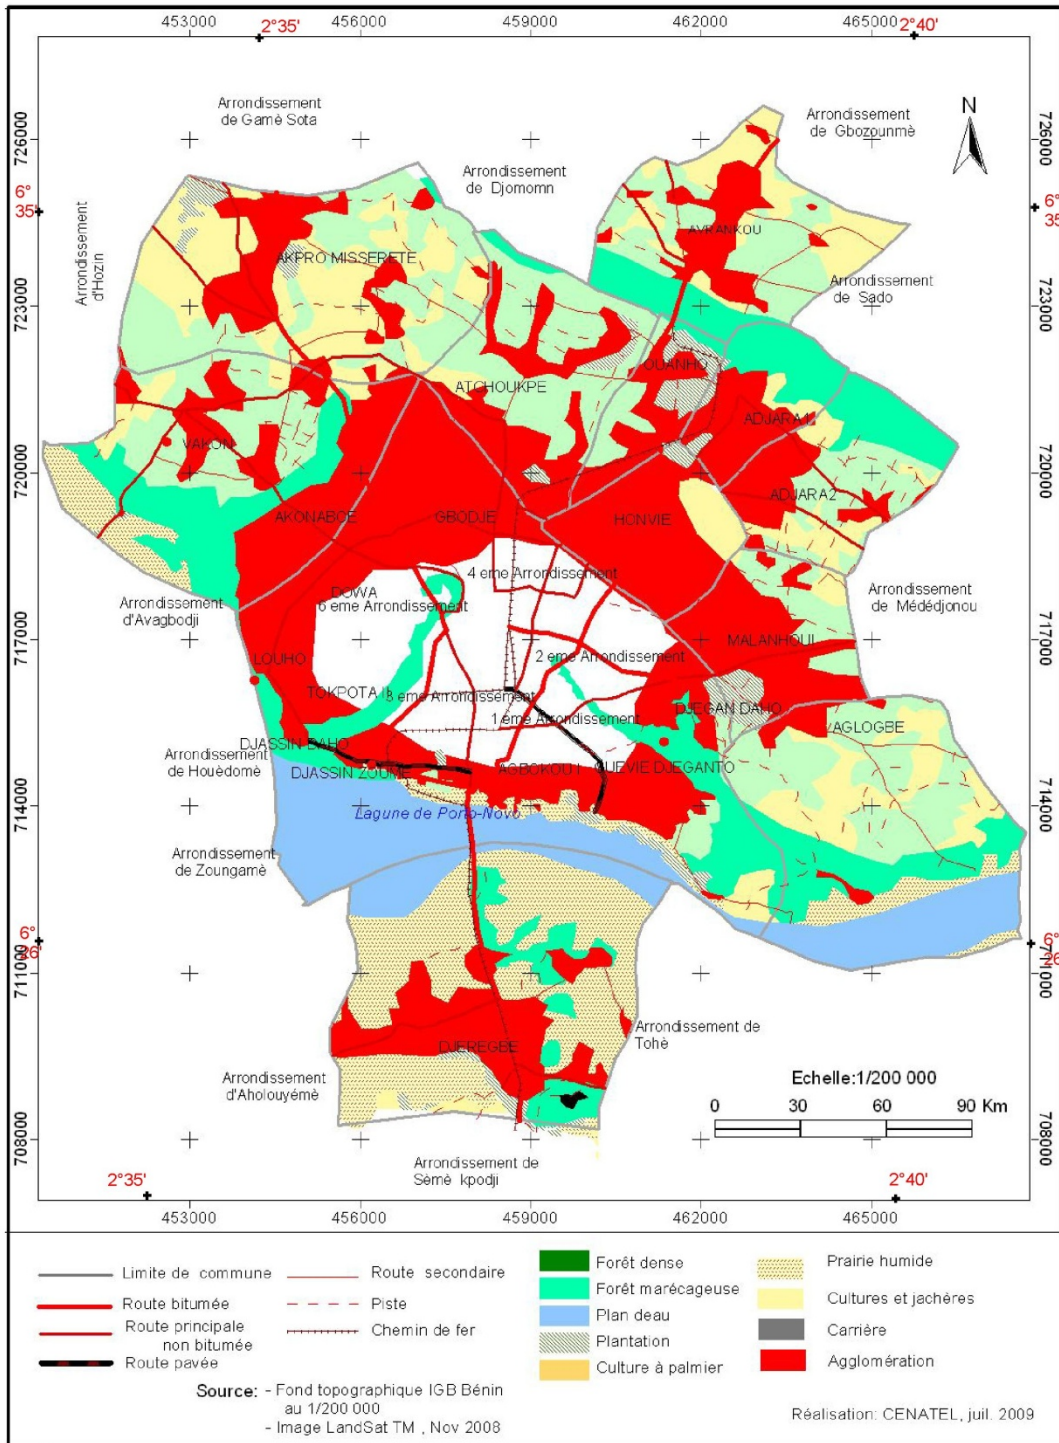 453000 456000 459000 462000 465000
2°35' 2°40'
Arrondissement
de Gamè Sota
Arrondissement
de Gbozounmè
N
726000 726000
Arrondissement
de Djomomn
6°
35'
6°
35'
Arrondissement
d'Hozin
AVRANKOU
AKPRO MISSERETE
Arrondissement
de Sado
723000 723000
OUANHO
ATCHOUKPE
ADJARA1
VAKON
720000 720000
ADJARA2
AKONABOE GBODJE HONVIE
4 eme Arrondissement
DOWA
6 eme Arrondissement
Arrondissement
d'Avagbodji
Arrondissement
de Médédjonou
717000 717000
MALANHOUI
LOUHO
2 eme Arrondissement
TOKPOTA II
3 eme Arrondissement
DJEGAN DAHO
1 ème Arrondissement
AGLOGBE
DJASSIN DAHO
Arrondissement
de Houèdomè
DJASSIN ZOUME
AGBOKOU I
GUEVIE DJEGANTO
714000 714000
Lagune de Porto-Novo
Arrondissement
de Zoungamè
6°
26'
6°
26'
711000 711000
Arrondissement de
Tohè
DJEREGBE
Arrondissement
d'Aholouyémè
Echelle:1/200 000
0 30 60 90 Km
708000 708000
Arrondissement de
Sèmè kpodji
2°35' 2°40'
453000 456000 459000 462000 465000
Limite de commune
Route bitumée
Route principale
non bitumée
Route pavée
Route secondaire
Piste
Chemin de fer
Forêt dense
Forêt marécageuse
Plan deau
Plantation
Culture à palmier
Prairie humide
Cultures et jachères
Carrière
Agglomération
Source: - Fond topographique IGB Bénin
au 1/200 000
- Image LandSat TM , Nov 2008
Réalisation: CENATEL, juil. 2009